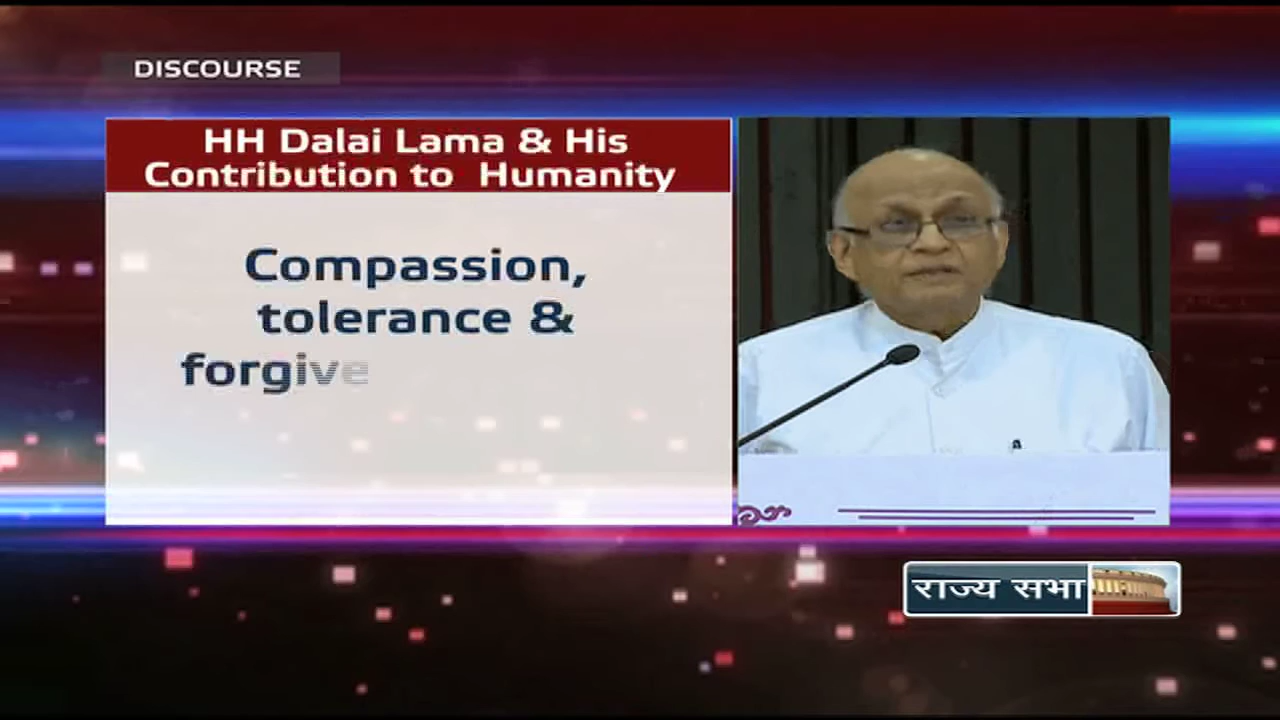 DISCOURSE
HH Dalai Lama & His
Contribution to Humanity
Compassion,
tolerance &
forgive
राज्य सभा